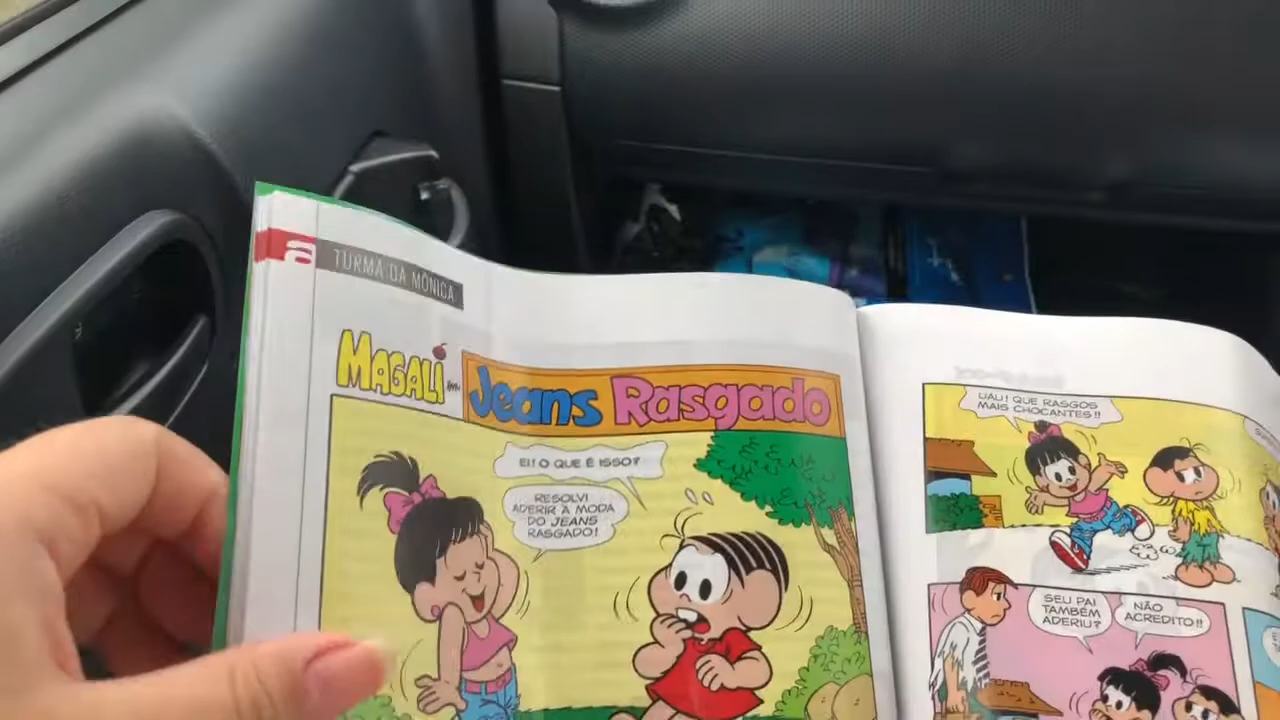 a
TURMA DA MÔNICA
MAGALI
em
Jeans Rasgado
EI! O QUE É ISSO?
RESOLVI
ADERIR À MODA
DO JEANS
RASGADO!
UAU! QUE RASGOS
MAIS CHOCANTES!!
SEU PAI
TAMBÉM
ADERIU?
NÃO
ACREDITO!!